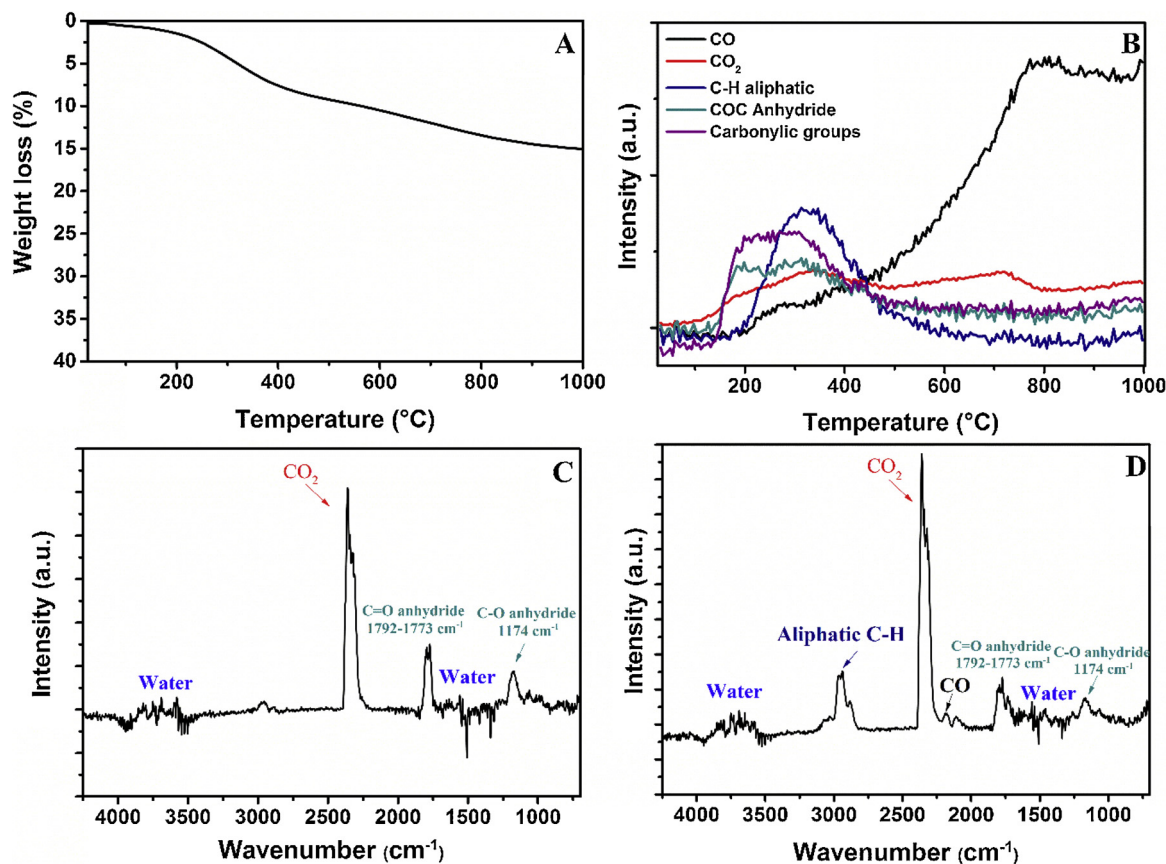 A
Weight loss (%)
0
5
10
15
20
25
30
35
40
200
400
600
800
1000
Temperature (°C)
B
CO
CO₂
C-H aliphatic
COC Anhydride
Carbonylic groups
Intensity (a.u.)
200
400
600
800
1000
Temperature (°C)
C
CO₂
C=O anhydride
1792-1773 cm⁻¹
C-O anhydride
1174 cm⁻¹
Water
Water
Intensity (a.u.)
4000
3500
3000
2500
2000
1500
1000
Wavenumber (cm⁻¹)
D
CO₂
Aliphatic C-H
C=O anhydride
1792-1773 cm⁻¹
C-O anhydride
1174 cm⁻¹
CO
Water
Water
Intensity (a.u.)
4000
3500
3000
2500
2000
1500
1000
Wavenumber (cm⁻¹)